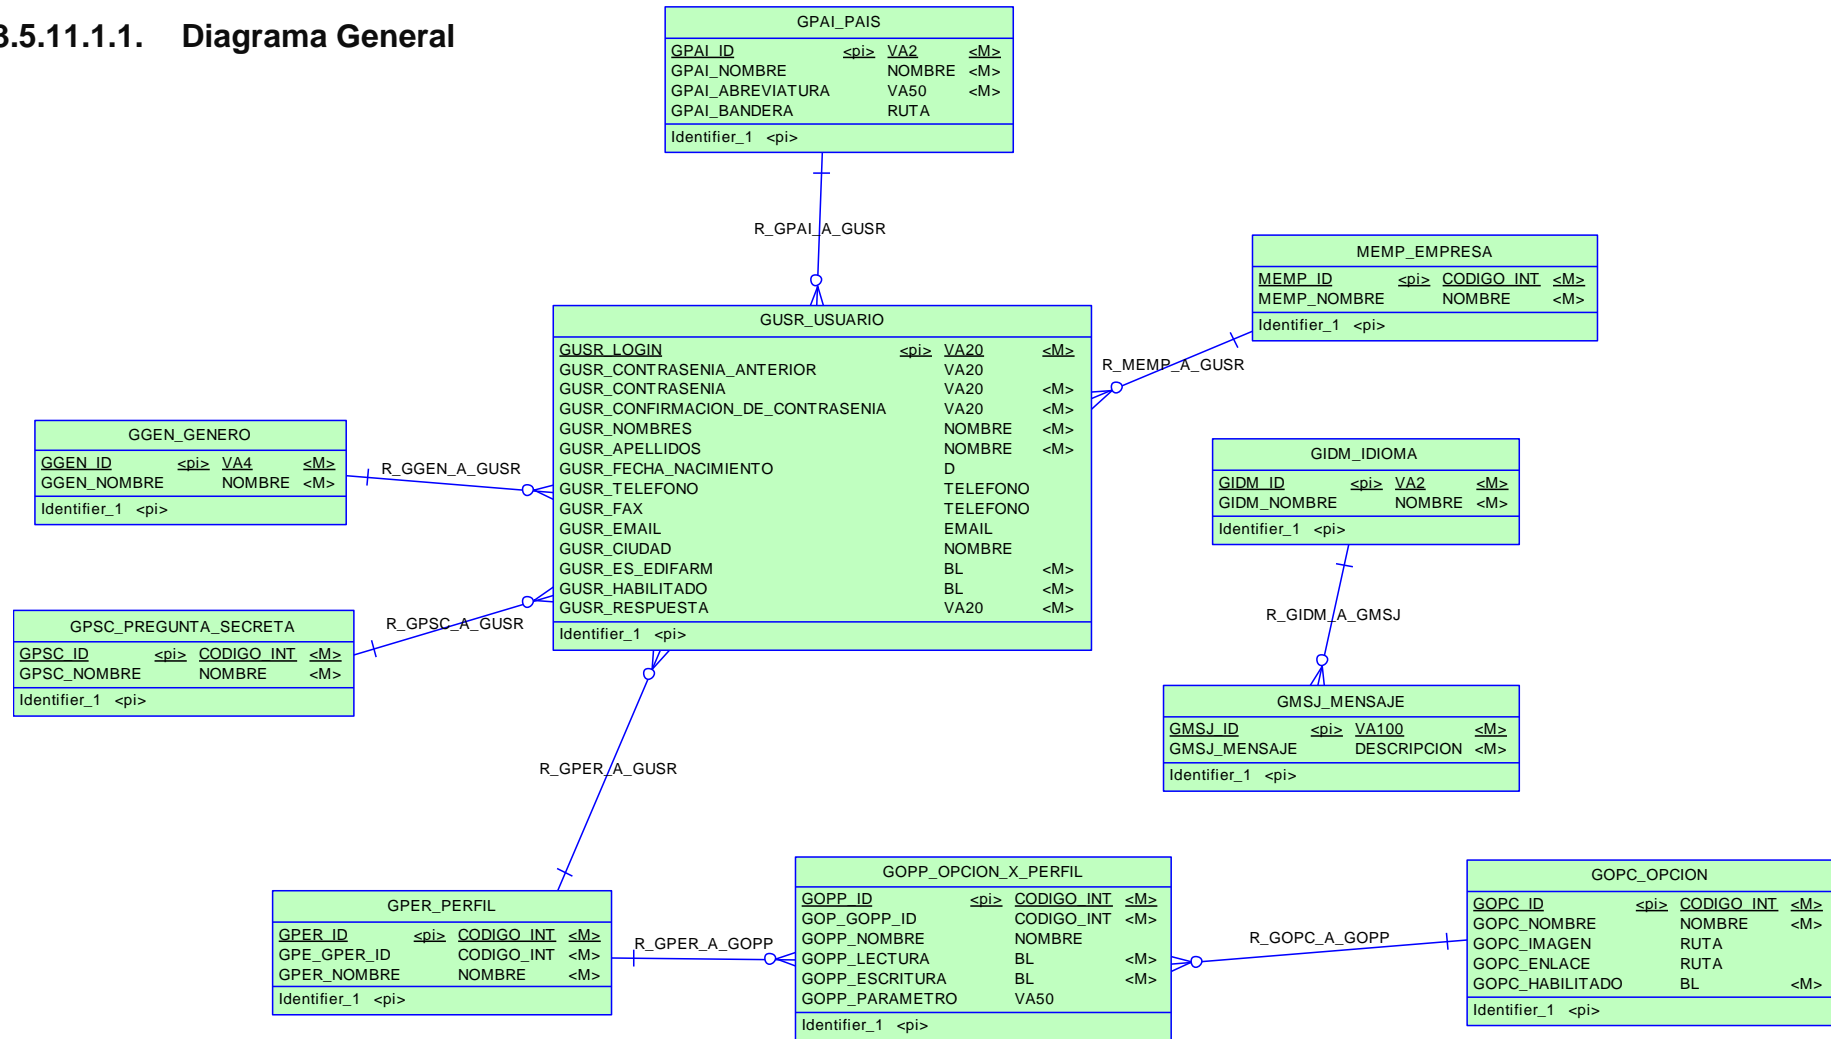 3.5.11.1.1. Diagrama General
GPAI_PAIS
GPAI_ID <pi> VA2 <M>
GPAI_NOMBRE NOMBRE <M>
GPAI_ABREVIATURA VA50 <M>
GPAI_BANDERA RUTA
Identifier_1 <pi>
R_GPAI_A_GUSR
MEMP_EMPRESA
MEMP_ID <pi> CODIGO_INT <M>
MEMP_NOMBRE NOMBRE <M>
Identifier_1 <pi>
R_MEMP_A_GUSR
GUSR_USUARIO
GUSR_LOGIN <pi> VA20 <M>
GUSR_CONTRASENIA_ANTERIOR VA20
GUSR_CONTRASENIA VA20 <M>
GUSR_CONFIRMACION_DE_CONTRASENIA VA20 <M>
GUSR_NOMBRES NOMBRE <M>
GUSR_APELLIDOS NOMBRE <M>
GUSR_FECHA_NACIMIENTO D
GUSR_TELEFONO TELEFONO
GUSR_FAX TELEFONO
GUSR_EMAIL EMAIL
GUSR_CIUDAD NOMBRE
GUSR_ES_EDIFARM BL <M>
GUSR_HABILITADO BL <M>
GUSR_RESPUESTA VA20 <M>
Identifier_1 <pi>
GGEN_GENERO
GGEN_ID <pi> VA4 <M>
GGEN_NOMBRE NOMBRE <M>
Identifier_1 <pi>
R_GGEN_A_GUSR
GIDM_IDIOMA
GIDM_ID <pi> VA2 <M>
GIDM_NOMBRE NOMBRE <M>
Identifier_1 <pi>
R_GIDM_A_GMSJ
GPSC_PREGUNTA_SECRETA
GPSC_ID <pi> CODIGO_INT <M>
GPSC_NOMBRE NOMBRE <M>
Identifier_1 <pi>
R_GPSC_A_GUSR
GMSJ_MENSAJE
GMSJ_ID <pi> VA100 <M>
GMSJ_MENSAJE DESCRIPCION <M>
Identifier_1 <pi>
R_GPER_A_GUSR
GPER_PERFIL
GPER_ID <pi> CODIGO_INT <M>
GPE_GPER_ID CODIGO_INT <M>
GPER_NOMBRE NOMBRE <M>
Identifier_1 <pi>
R_GPER_A_GOPP
GOPP_OPCION_X_PERFIL
GOPP_ID <pi> CODIGO_INT <M>
GOP_GOPP_ID CODIGO_INT <M>
GOPP_NOMBRE NOMBRE
GOPP_LECTURA BL <M>
GOPP_ESCRITURA BL <M>
GOPP_PARAMETRO VA50
Identifier_1 <pi>
R_GOPC_A_GOPP
GOPC_OPCION
GOPC_ID <pi> CODIGO_INT <M>
GOPC_NOMBRE NOMBRE <M>
GOPC_IMAGEN RUTA
GOPC_ENLACE RUTA
GOPC_HABILITADO BL <M>
Identifier_1 <pi>